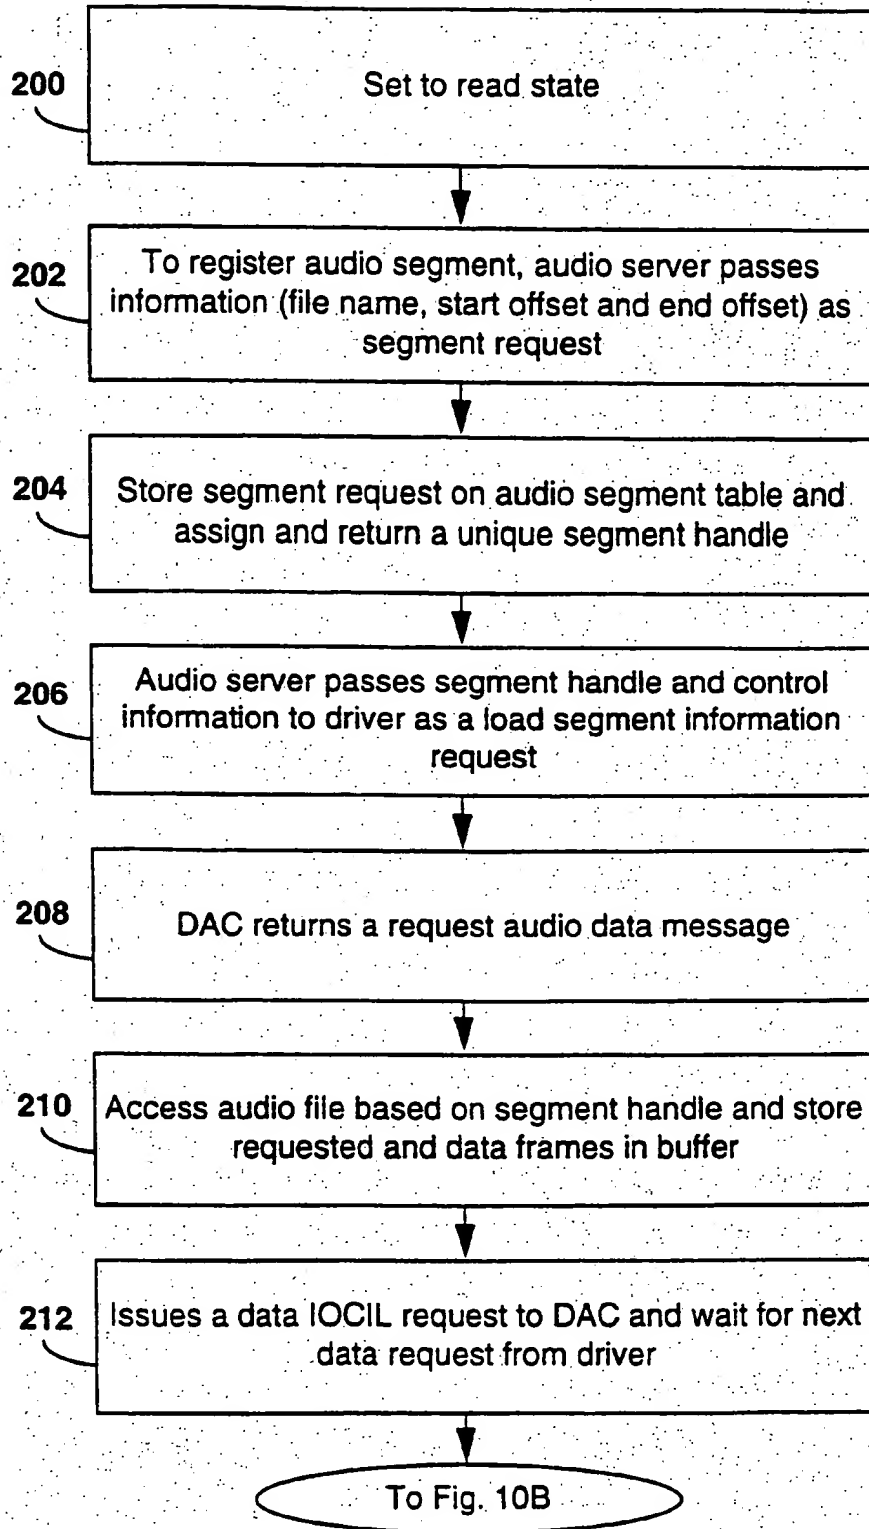 200
Set to read state
202
To register audio segment, audio server passes
information (file name, start offset and end offset) as
segment request
204
Store segment request on audio segment table and
assign and return a unique segment handle
206
Audio server passes segment handle and control
information to driver as a load segment information
request
208
DAC returns a request audio data message
210
Access audio file based on segment handle and store
requested and data frames in buffer
212
Issues a data IOCIL request to DAC and wait for next
data request from driver
To Fig. 10B